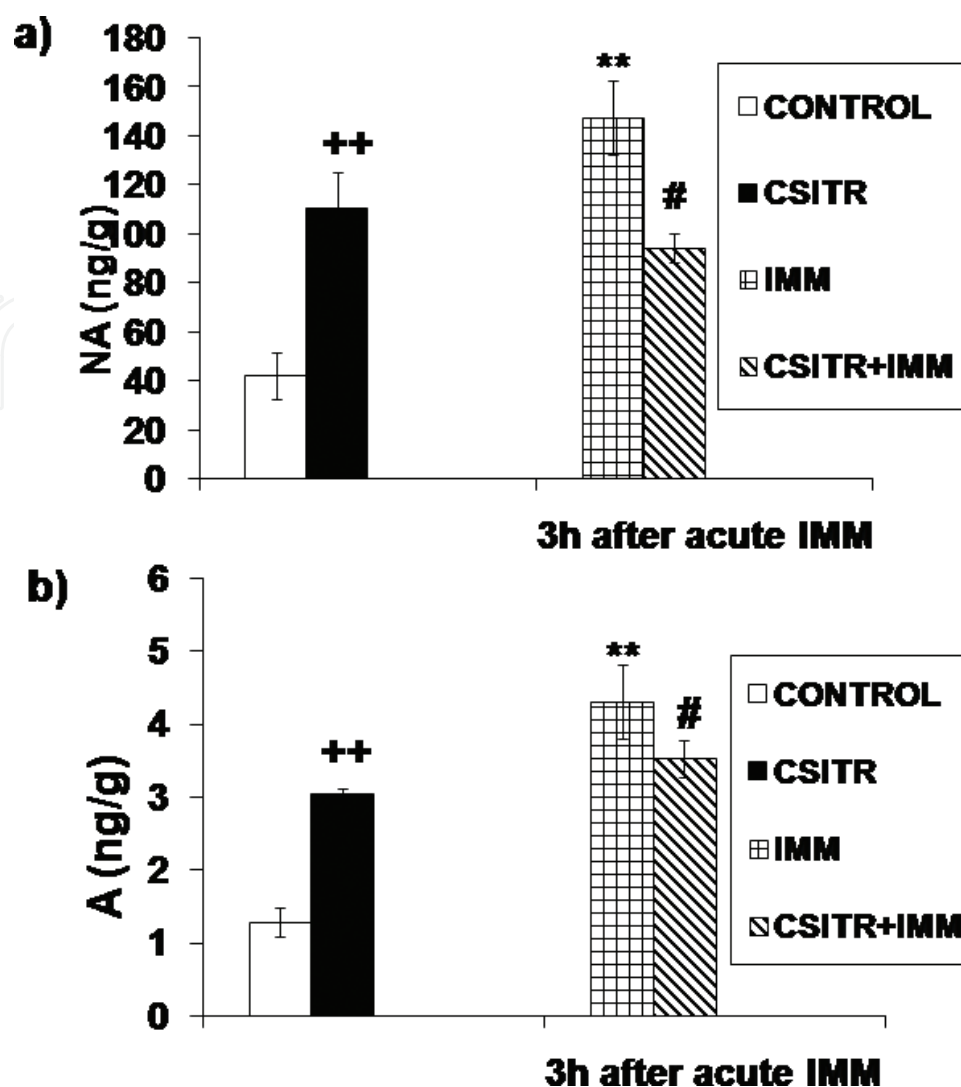 a)
NA (ng/g)
180
160
140
120
100
80
60
40
20
0
++
**
#
CONTROL
CSITR
IMM
CSITR+IMM
3h after acute IMM
b)
A (ng/g)
6
5
4
3
2
1
0
++
**
#
CONTROL
CSITR
IMM
CSITR+IMM
3h after acute IMM